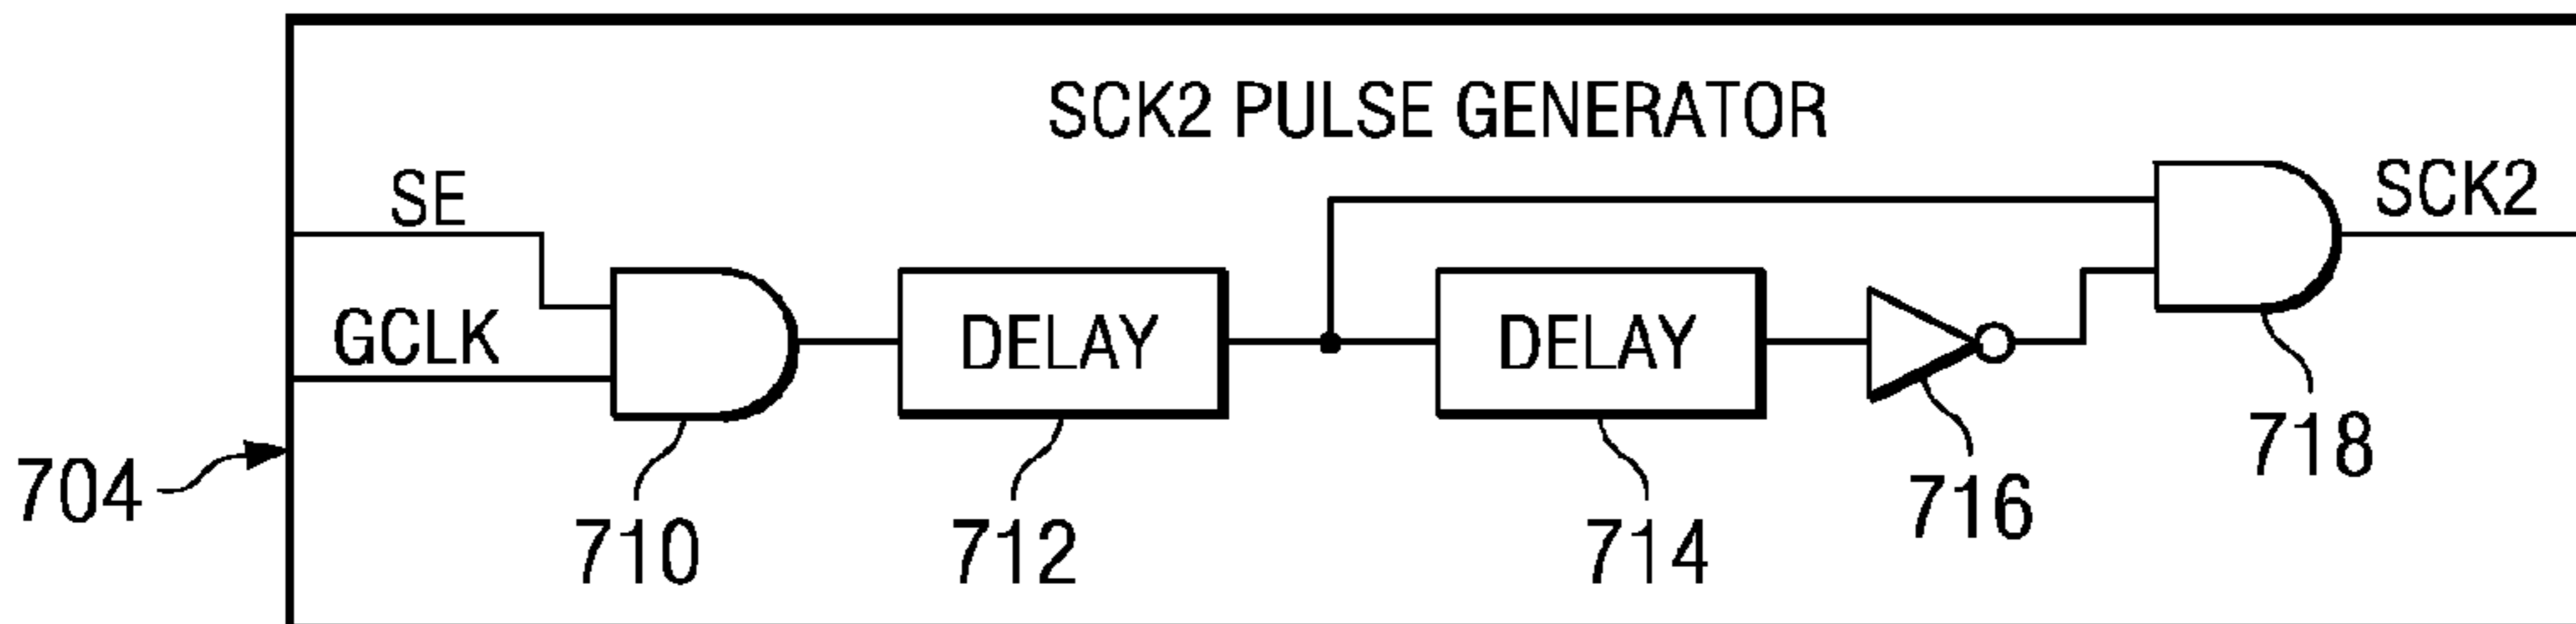 SCK2 PULSE GENERATOR
SE
SCK2
GCLK
DELAY
DELAY
704
710
712
714
716
718